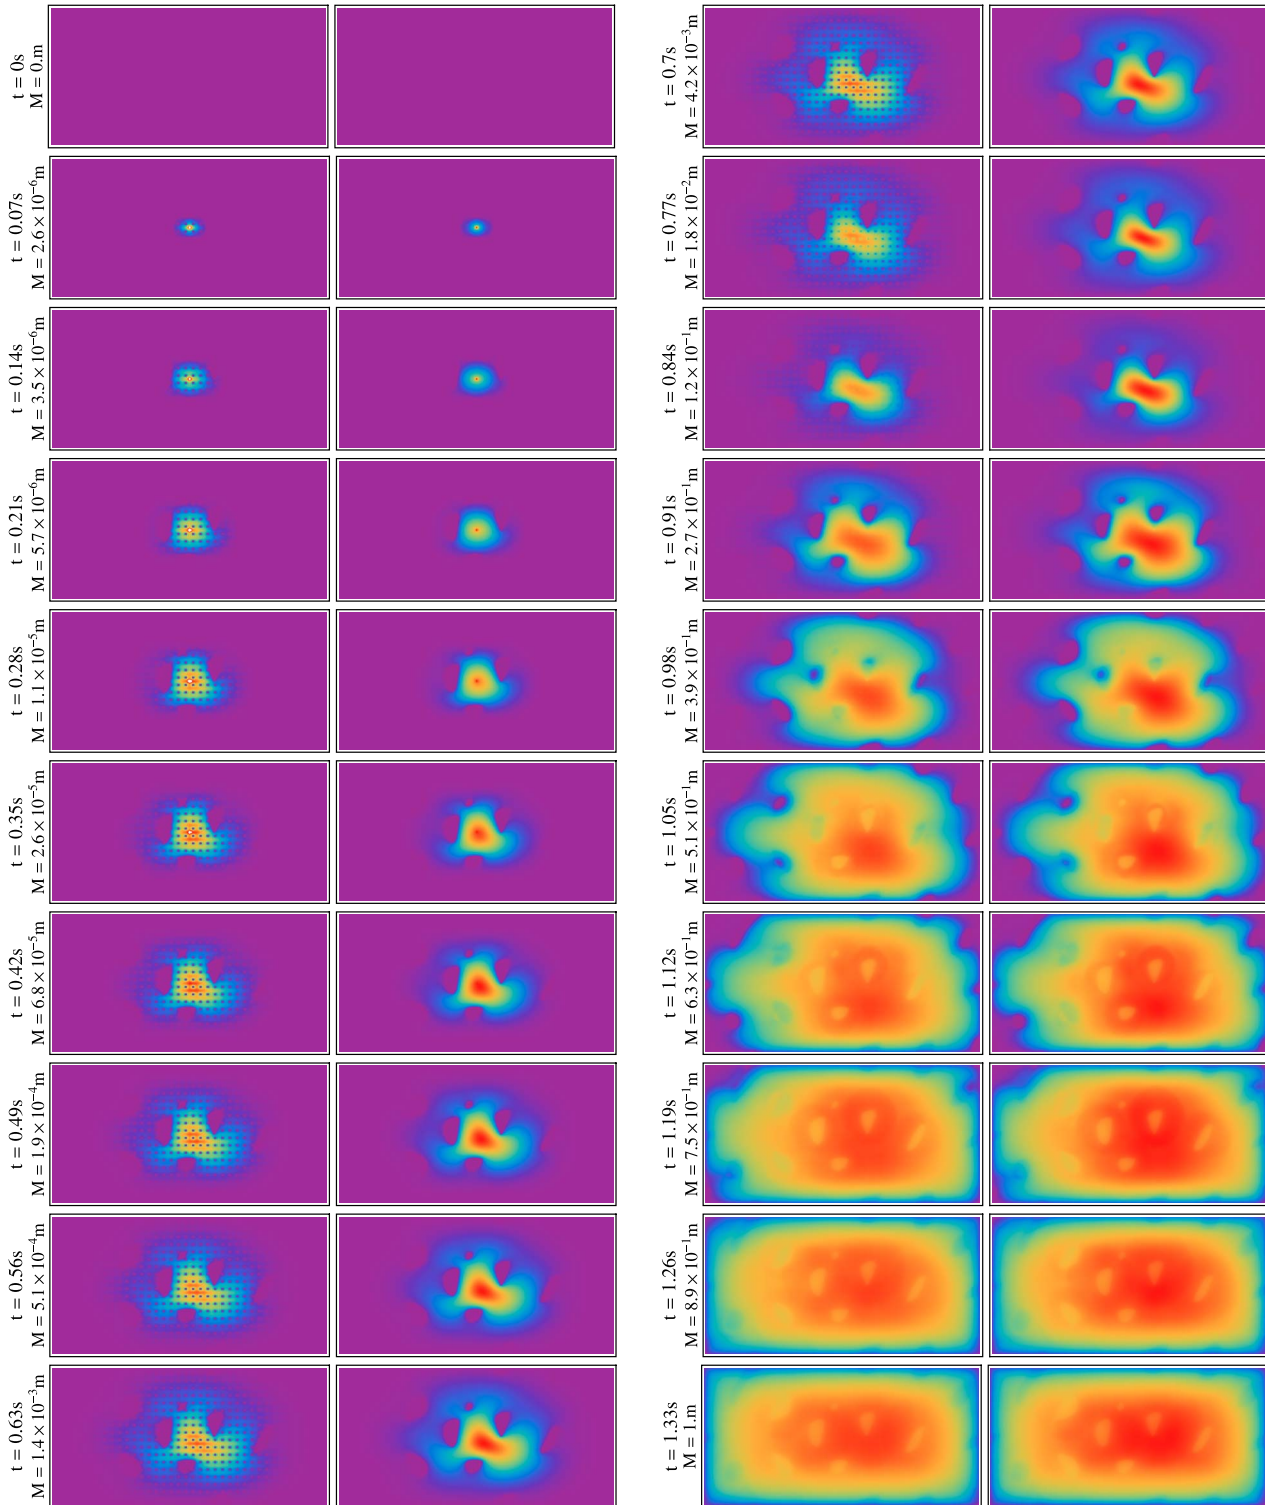 t = 0s
M = 0.m
t = 0.07s
M = 2.6×10⁻⁶m
t = 0.14s
M = 3.5×10⁻⁶m
t = 0.21s
M = 5.7×10⁻⁶m
t = 0.28s
M = 1.1×10⁻⁵m
t = 0.35s
M = 2.6×10⁻⁵m
t = 0.42s
M = 6.8×10⁻⁵m
t = 0.49s
M = 1.9×10⁻⁴m
t = 0.56s
M = 5.1×10⁻⁴m
t = 0.63s
M = 1.4×10⁻³m
t = 0.7s
M = 4.2×10⁻³m
t = 0.77s
M = 1.8×10⁻²m
t = 0.84s
M = 1.2×10⁻¹m
t = 0.91s
M = 2.7×10⁻¹m
t = 0.98s
M = 3.9×10⁻¹m
t = 1.05s
M = 5.1×10⁻¹m
t = 1.12s
M = 6.3×10⁻¹m
t = 1.19s
M = 7.5×10⁻¹m
t = 1.26s
M = 8.9×10⁻¹m
t = 1.33s
M = 1.m